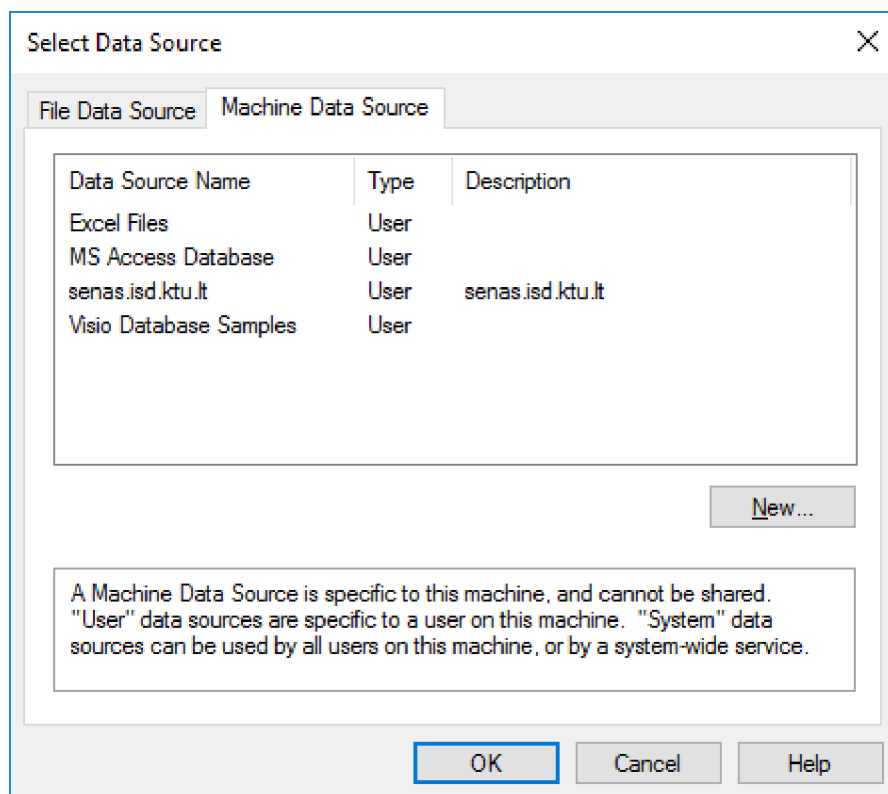 Select Data Source
File Data Source Machine Data Source
Data Source Name Type Description
Excel Files User
MS Access Database User
senas.isd.ktu.lt User senas.isd.ktu.lt
Visio Database Samples User
New...
A Machine Data Source is specific to this machine, and cannot be shared.
"User" data sources are specific to a user on this machine. "System" data
sources can be used by all users on this machine, or by a system-wide service.
OK Cancel Help